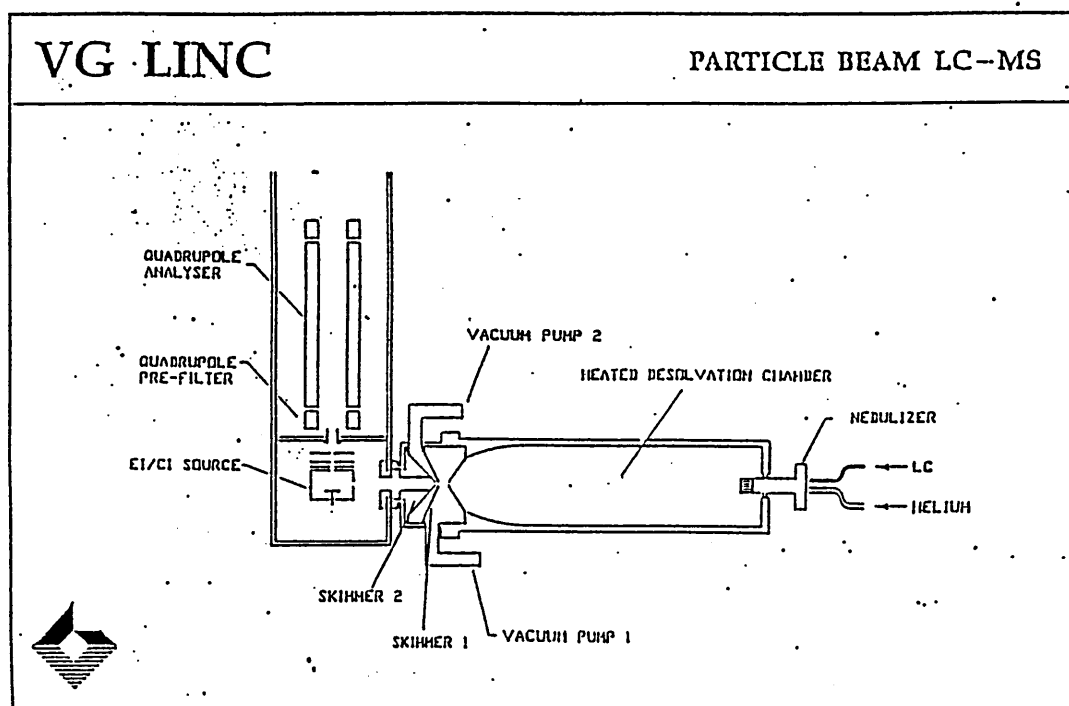 VG LINC
PARTICLE BEAM LC-MS
QUADRUPOLE
ANALYSER
VACUUM PUMP 2
QUADRUPOLE
PRE-FILTER
HEATED DESOLVATION CHAMBER
NEBULIZER
EI/CI SOURCE
LC
HELIUM
SKIMMER 2
SKIMMER 1
VACUUM PUMP 1